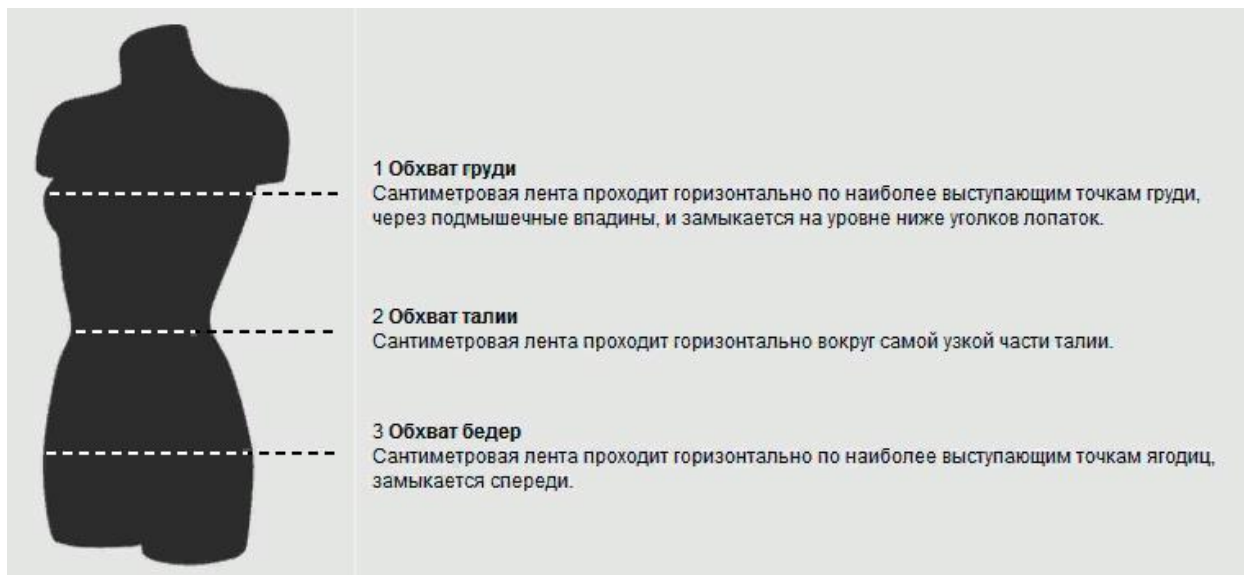 1 Обхват груди
Сантиметровая лента проходит горизонтально по наиболее выступающим точкам груди,
через подмышечные впадины, и замыкается на уровне ниже уголков лопаток.
2 Обхват талии
Сантиметровая лента проходит горизонтально вокруг самой узкой части талии.
3 Обхват бедер
Сантиметровая лента проходит горизонтально по наиболее выступающим точкам ягодиц,
замыкается спереди.